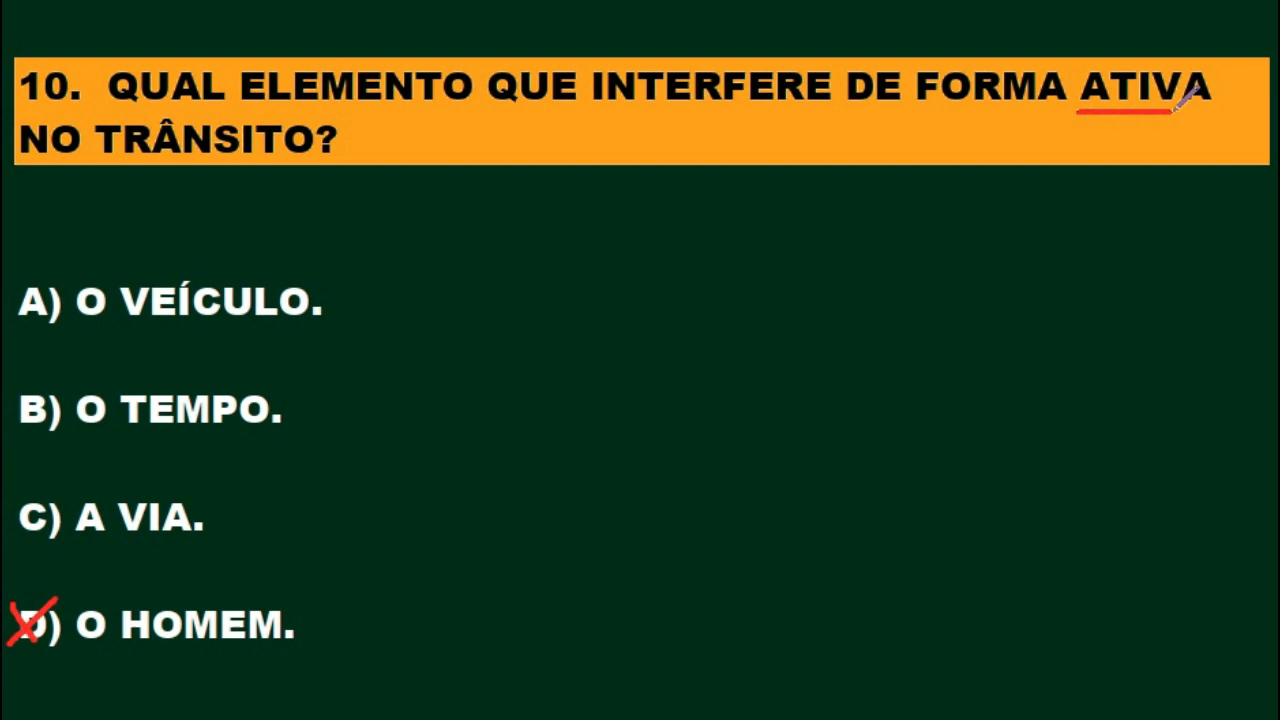 10. QUAL ELEMENTO QUE INTERFERE DE FORMA ATIVA
NO TRÂNSITO?
A) O VEÍCULO.
B) O TEMPO.
C) A VIA.
D) O HOMEM.